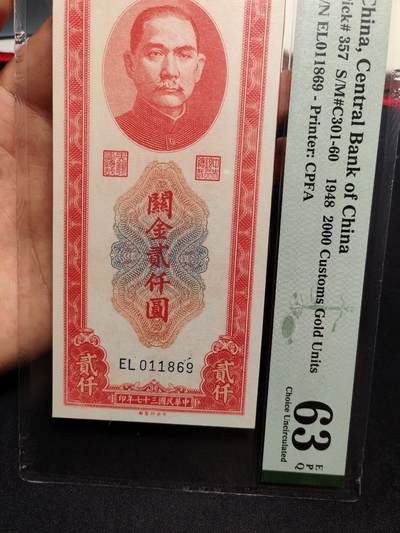 關金貳仟圓
EL 011869
貳仟
貳仟
中華民國三十七年印
China, Central Bank of China
Pick# 357 S/M#C301-60 1948 2000 Customs Gold Units
S/N EL011869 - Printer: CPFA
63
EPQ
Choice Uncirculated